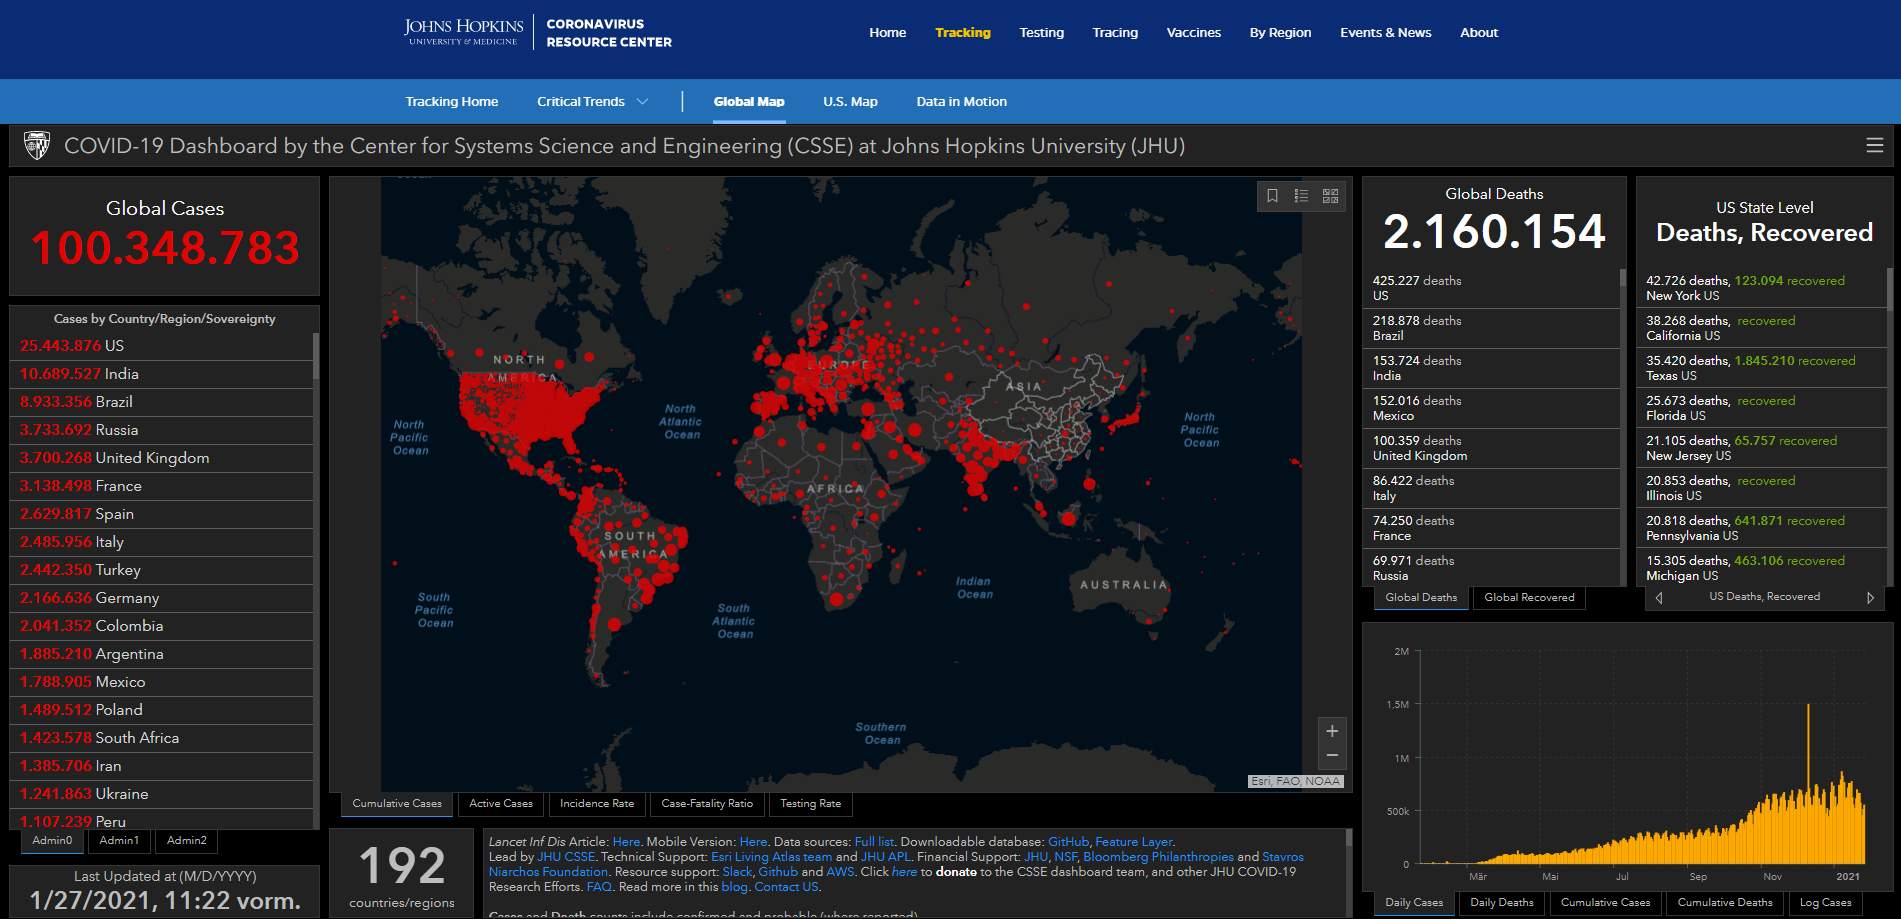 JOHNS HOPKINS
UNIVERSITY & MEDICINE
CORONAVIRUS
RESOURCE CENTER
Home
Tracking
Testing
Tracing
Vaccines
By Region
Events & News
About
Tracking Home
Critical Trends
Global Map
U.S. Map
Data in Motion
COVID-19 Dashboard by the Center for Systems Science and Engineering (CSSE) at Johns Hopkins University (JHU)
Global Cases
100.348.783
Cases by Country/Region/Sovereignty
25.443.876 US
10.689.527 India
8.933.356 Brazil
3.733.692 Russia
3.700.268 United Kingdom
3.138.498 France
2.629.817 Spain
2.485.956 Italy
2.442.350 Turkey
2.166.636 Germany
2.041.352 Colombia
1.885.210 Argentina
1.788.905 Mexico
1.489.512 Poland
1.423.578 South Africa
1.385.706 Iran
1.241.863 Ukraine
1.107.239 Peru
Admin0
Admin1
Admin2
Last Updated at (M/D/YYYY)
1/27/2021, 11:22 vorm.
Ocean
NORTH
AMERICA
EUROPE
ASIA
North
Pacific
Ocean
North
Atlantic
Ocean
North
Pacific
Ocean
AFRICA
SOUTH
AMERICA
Indian
Ocean
AUSTRALIA
South
Pacific
Ocean
South
Atlantic
Ocean
Southern
Ocean
+
−
Esri, FAO, NOAA
Cumulative Cases
Active Cases
Incidence Rate
Case-Fatality Ratio
Testing Rate
192
countries/regions
Lancet Inf Dis Article: Here. Mobile Version: Here. Data sources: Full list. Downloadable database: GitHub, Feature Layer.
Lead by JHU CSSE. Technical Support: Esri Living Atlas team and JHU APL. Financial Support: JHU, NSF, Bloomberg Philanthropies and Stavros
Niarchos Foundation. Resource support: Slack, Github and AWS. Click here to donate to the CSSE dashboard team, and other JHU COVID-19
Research Efforts. FAQ. Read more in this blog. Contact US.
Cases and Death counts include confirmed and probable (where reported)
Global Deaths
2.160.154
425.227 deaths
US
218.878 deaths
Brazil
153.724 deaths
India
152.016 deaths
Mexico
100.359 deaths
United Kingdom
86.422 deaths
Italy
74.250 deaths
France
69.971 deaths
Russia
Global Deaths
Global Recovered
US State Level
Deaths, Recovered
42.726 deaths, 123.094 recovered
New York US
38.268 deaths, recovered
California US
35.420 deaths, 1.845.210 recovered
Texas US
25.673 deaths, recovered
Florida US
21.105 deaths, 65.757 recovered
New Jersey US
20.853 deaths, recovered
Illinois US
20.818 deaths, 641.871 recovered
Pennsylvania US
15.305 deaths, 463.106 recovered
Michigan US
US Deaths, Recovered
2M
1,5M
1M
500k
0
Mär
Mai
Jul
Sep
Nov
2021
Daily Cases
Daily Deaths
Cumulative Cases
Cumulative Deaths
Log Cases